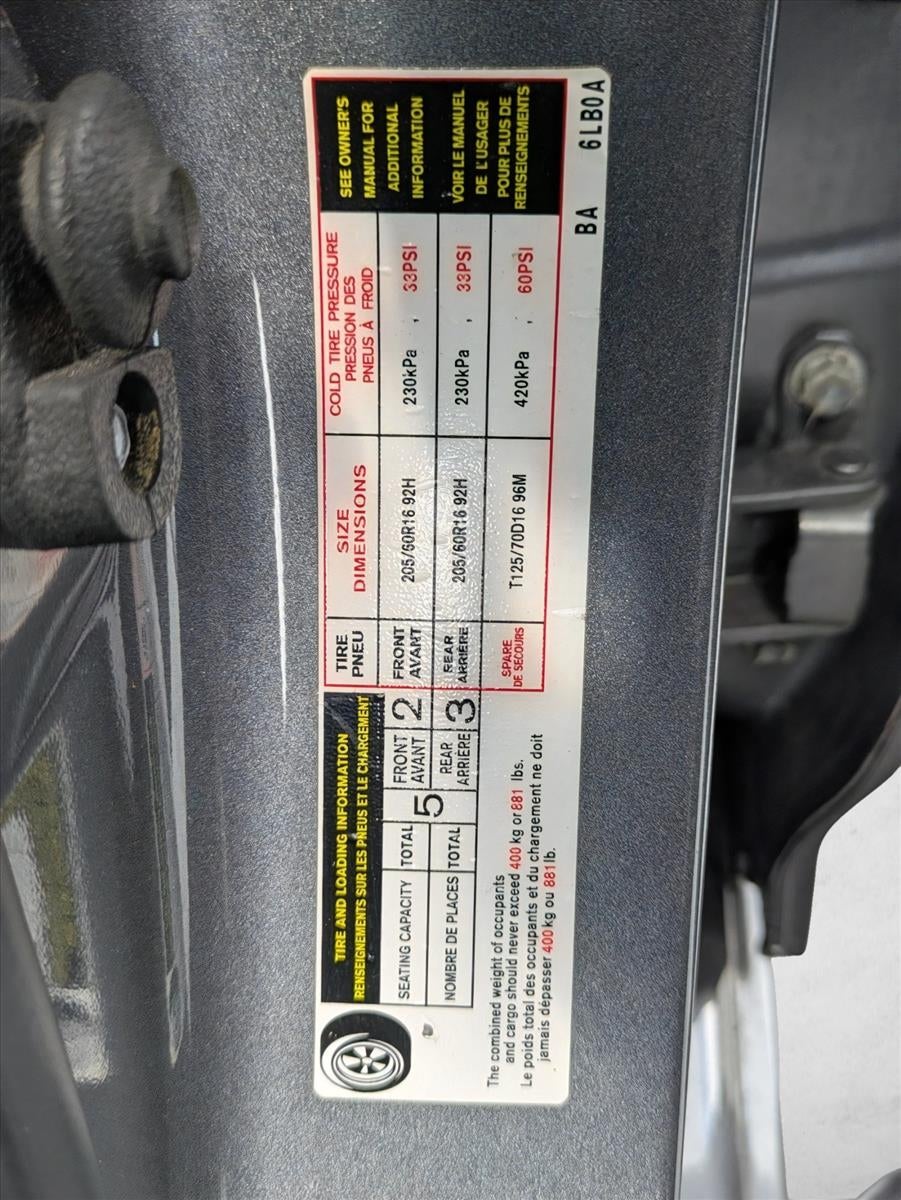 TIRE AND LOADING INFORMATION
RENSEIGNEMENTS SUR LES PNEUS ET LE CHARGEMENT
SEATING CAPACITY
NOMBRE DE PLACES
TOTAL
TOTAL
5
FRONT
AVANT
2
REAR
ARRIÈRE
3
The combined weight of occupants
and cargo should never exceed 400 kg or 881 lbs.
Le poids total des occupants et du chargement ne doit
jamais dépasser 400 kg ou 881 lb.
TIRE
PNEU
SIZE
DIMENSIONS
COLD TIRE PRESSURE
PRESSION DES
PNEUS À FROID
FRONT
AVANT
205/60R16 92H
230kPa , 33PSI
REAR
ARRIÈRE
205/60R16 92H
230kPa , 33PSI
SPARE
DE SECOURS
T125/70D16 96M
420kPa , 60PSI
SEE OWNER'S
MANUAL FOR
ADDITIONAL
INFORMATION
VOIR LE MANUEL
DE L'USAGER
POUR PLUS DE
RENSEIGNEMENTS
BA 6LB0A